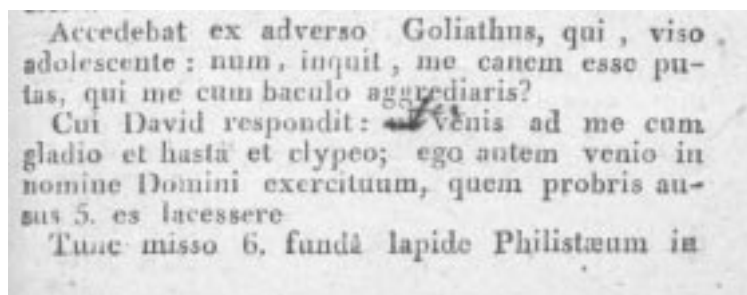 Accedebat ex adverso Goliathus, qui, viso
adolescente : num, inquit, me canem esse pu-
tas, qui me cum baculo aggrediaris?
Cui David respondit : venis ad me cum
gladio et hastâ et clypeo; ego autem venio in
nomine Domini exercituum, quem probris au-
sus 5. es lacessere
Tunc misso 6. fundâ lapide Philistæum in